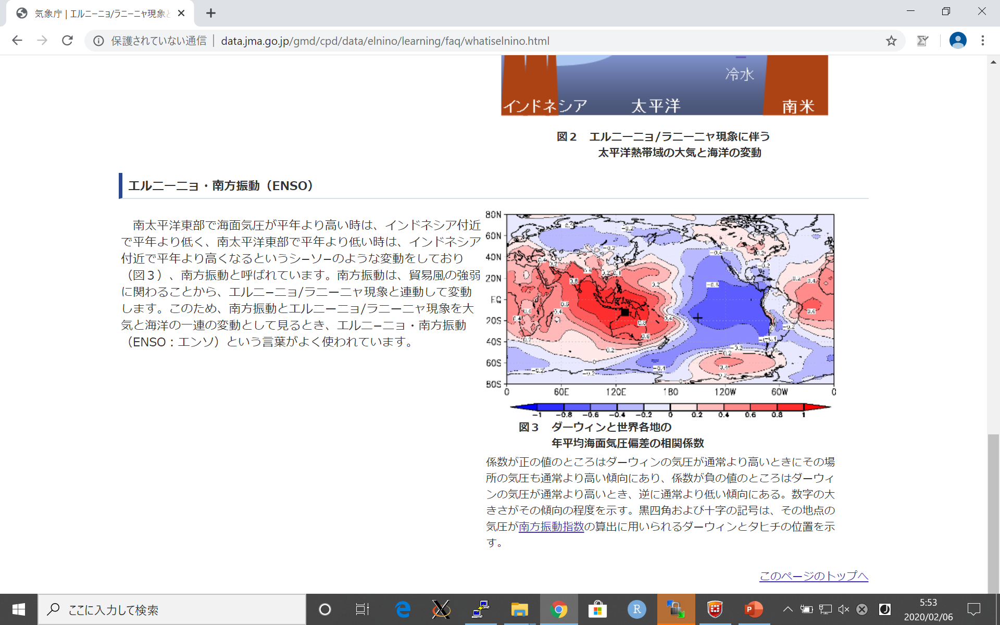 気象庁 | エルニーニョ/ラニーニャ現象と
保護されていない通信 | data.jma.go.jp/gmd/cpd/data/elnino/learning/faq/whatiselnino.html
冷水
インドネシア 太平洋 南米
図２　エルニーニョ/ラニーニャ現象に伴う
太平洋熱帯域の大気と海洋の変動
エルニーニョ・南方振動（ENSO）
南太平洋東部で海面気圧が平年より高い時は、インドネシア付近
で平年より低く、南太平洋東部で平年より低い時は、インドネシア
付近で平年より高くなるというシーソーのような変動をしており
（図３）、南方振動と呼ばれています。南方振動は、貿易風の強弱
に関わることから、エルニーニョ/ラニーニャ現象と連動して変動
します。このため、南方振動とエルニーニョ/ラニーニャ現象を大
気と海洋の一連の変動として見るとき、エルニーニョ・南方振動
（ENSO：エンソ）という言葉がよく使われています。
80N
60N
40N
20N
EQ
20S
40S
60S
80S
0 60E 120E 180 120W 60W 0
-1 -0.8 -0.6 -0.4 -0.2 0 0.2 0.4 0.6 0.8 1
図３　ダーウィンと世界各地の
年平均海面気圧偏差の相関係数
係数が正の値のところはダーウィンの気圧が通常より高いときにその場
所の気圧も通常より高い傾向にあり、係数が負の値のところはダーウィ
ンの気圧が通常より高いとき、逆に通常より低い傾向にある。数字の大
きさがその傾向の程度を示す。黒四角および十字の記号は、その地点の
気圧が南方振動指数の算出に用いられるダーウィンとタヒチの位置を示
す。
このページのトップへ
ここに入力して検索
5:53
2020/02/06